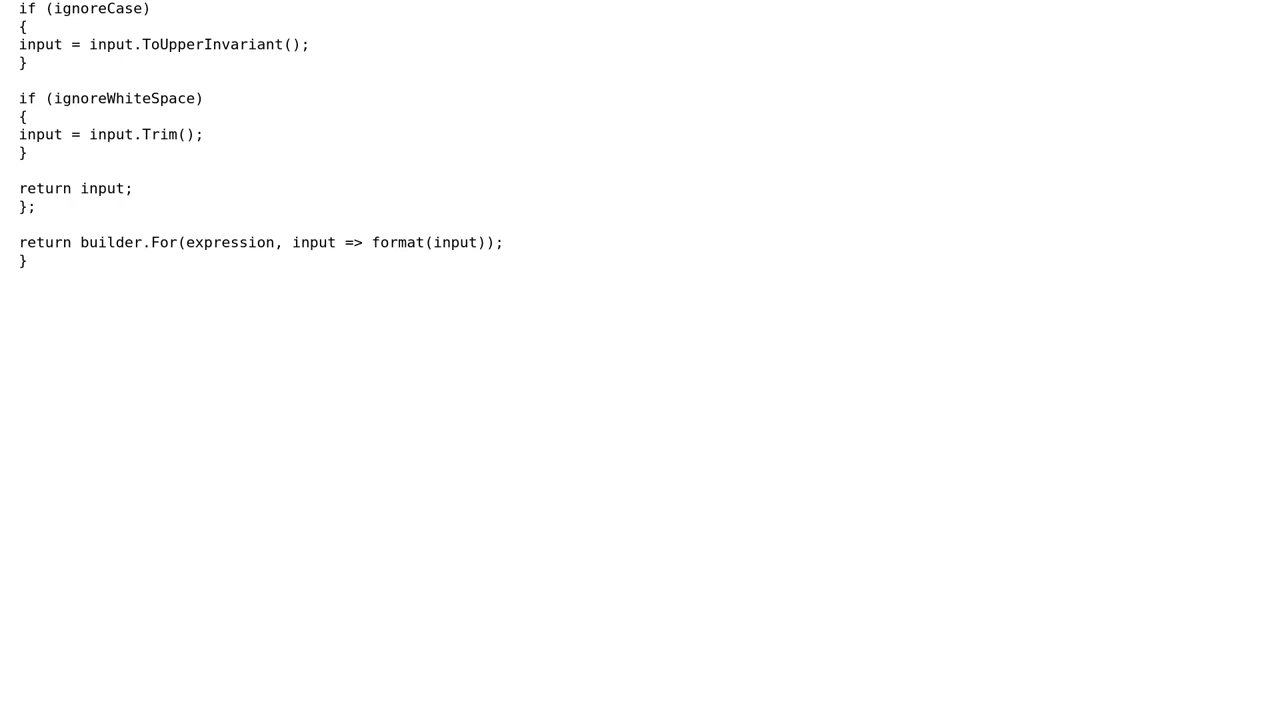 if (ignoreCase)
{
input = input.ToUpperInvariant();
}

if (ignoreWhiteSpace)
{
input = input.Trim();
}

return input;
};

return builder.For(expression, input => format(input));
}